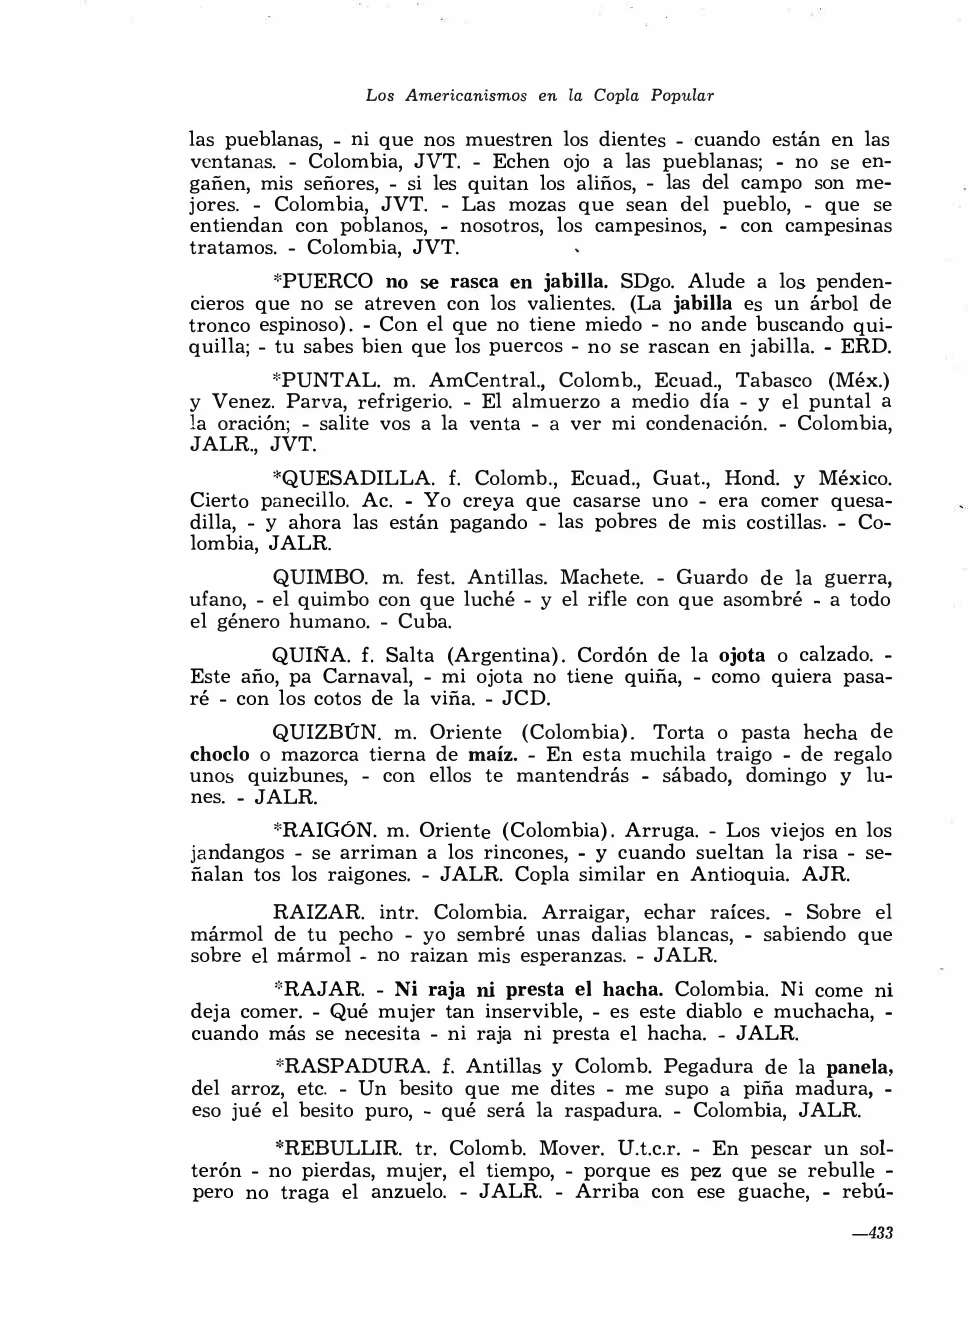 Los Americanismos en la Copla Popular
las pueblanas, - ni que nos muestren los dientes - cuando están en las
ventanas. - Colombia, JVT. - Echen ojo a las pueblanas; - no se en-
gañen, mis señores, - si les quitan los aliños, - las del campo son me-
jores. - Colombia, JVT. - Las mozas que sean del pueblo, - que se
entiendan con poblanos, - nosotros, los campesinos, - con campesinas
tratamos. - Colombia, JVT.
*PUERCO no se rasca en jabilla. SDgo. Alude a los penden-
cieros que no se atreven con los valientes. (La jabilla es un árbol de
tronco espinoso). - Con el que no tiene miedo - no ande buscando qui-
quilla; - tu sabes bien que los puercos - no se rascan en jabilla. - ERD.
*PUNTAL. m. AmCentral., Colomb., Ecuad., Tabasco (Méx.)
y Venez. Parva, refrigerio. - El almuerzo a medio día - y el puntal a
la oración; - salite vos a la venta - a ver mi condenación. - Colombia,
JALR., JVT.
*QUESADILLA. f. Colomb., Ecuad., Guat., Hond. y México.
Cierto panecillo. Ac. - Yo creya que casarse uno - era comer quesa-
dilla, - y ahora las están pagando - las pobres de mis costillas. - Co-
lombia, JALR.
QUIMBO. m. fest. Antillas. Machete. - Guardo de la guerra,
ufano, - el quimbo con que luché - y el rifle con que asombré - a todo
el género humano. - Cuba.
QUIÑA. f. Salta (Argentina). Cordón de la ojota o calzado. -
Este año, pa Carnaval, - mi ojota no tiene quiña, - como quiera pasa-
ré - con los cotos de la viña. - JCD.
QUIZBÚN. m. Oriente (Colombia). Torta o pasta hecha de
choclo o mazorca tierna de maíz. - En esta muchila traigo - de regalo
unos quizbunes, - con ellos te mantendrás - sábado, domingo y lu-
nes. - JALR.
*RAIGÓN. m. Oriente (Colombia). Arruga. - Los viejos en los
jandangos - se arriman a los rincones, - y cuando sueltan la risa - se-
ñalan tos los raigones. - JALR. Copla similar en Antioquia. AJR.
RAIZAR. intr. Colombia. Arraigar, echar raíces. - Sobre el
mármol de tu pecho - yo sembré unas dalias blancas, - sabiendo que
sobre el mármol - no raizan mis esperanzas. - JALR.
*RAJAR. - Ni raja ni presta el hacha. Colombia. Ni come ni
deja comer. - Qué mujer tan inservible, - es este diablo e muchacha, -
cuando más se necesita - ni raja ni presta el hacha. - JALR.
*RASPADURA. f. Antillas y Colomb. Pegadura de la panela,
del arroz, etc. - Un besito que me dites - me supo a piña madura, -
eso jué el besito puro, - qué será la raspadura. - Colombia, JALR.
*REBULLIR. tr. Colomb. Mover. U.t.c.r. - En pescar un sol-
terón - no pierdas, mujer, el tiempo, - porque es pez que se rebulle -
pero no traga el anzuelo. - JALR. - Arriba con ese guache, - rebú-
—433